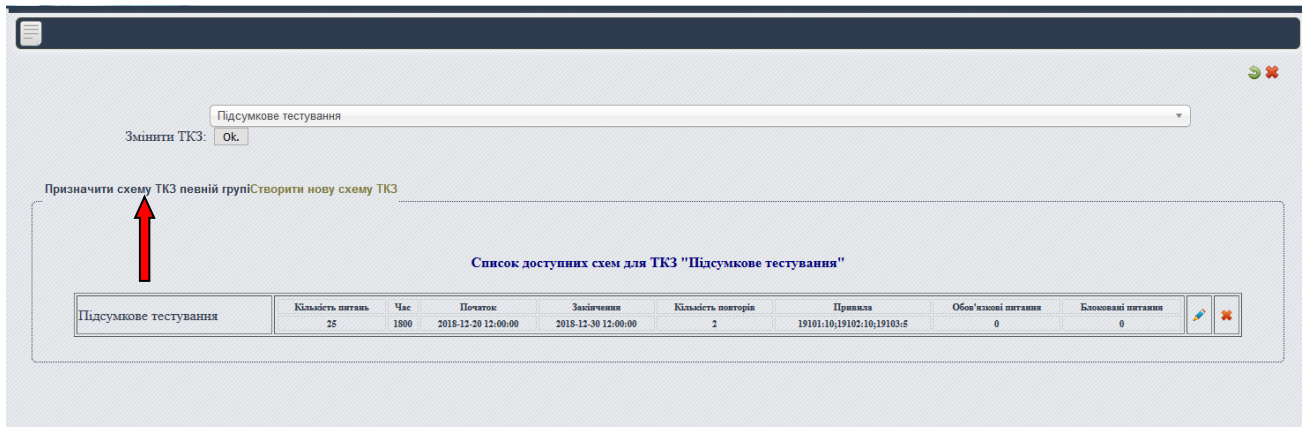 Підсумкове тестування
Змінити ТКЗ: Ok.
Призначити схему ТКЗ певній групіСтворити нову схему ТКЗ
Список доступних схем для ТКЗ "Підсумкове тестування"
Підсумкове тестування
Кількість питань Час Початок Закінчення Кількість повторів Привила Обов'язкові питання Блоковані питання
25 1800 2018-12-20 12:00:00 2018-12-30 12:00:00 2 19101:10;19102:10;19103:5 0 0